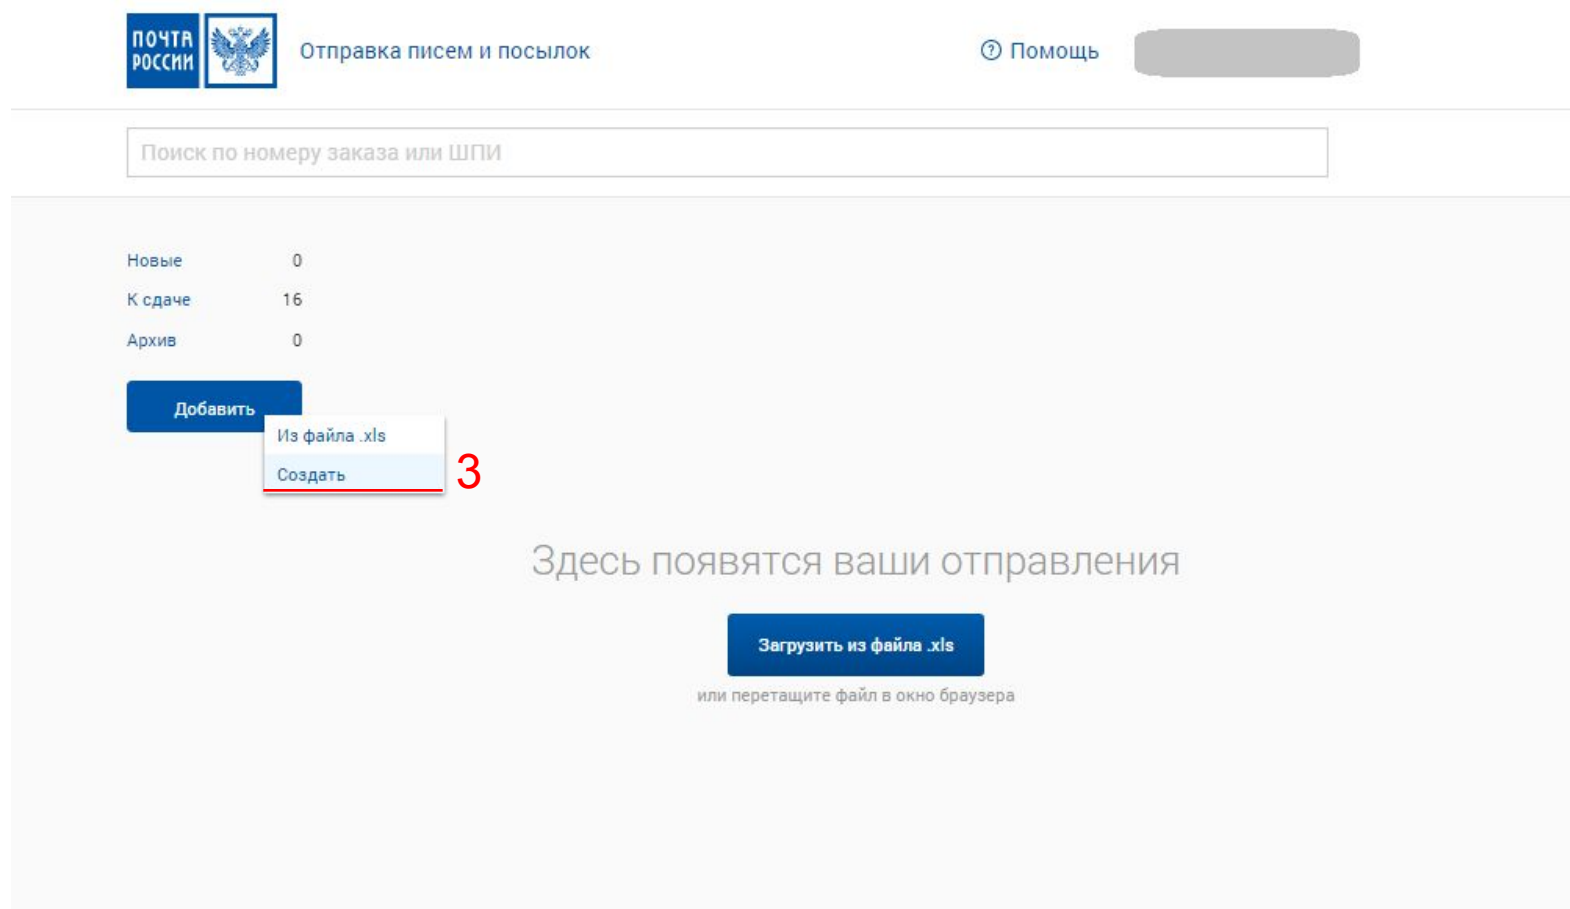 ПОЧТА
РОССИИ
Отправка писем и посылок
Помощь
Поиск по номеру заказа или ШПИ
Новые 0
К сдаче 16
Архив 0
Добавить
Из файла .xls
Создать
3
Здесь появятся ваши отправления
Загрузить из файла .xls
или перетащите файл в окно браузера